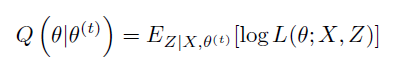 Q(θ|θ^{(t)}) = E_{Z|X,θ^{(t)}}[log L(θ; X, Z)]